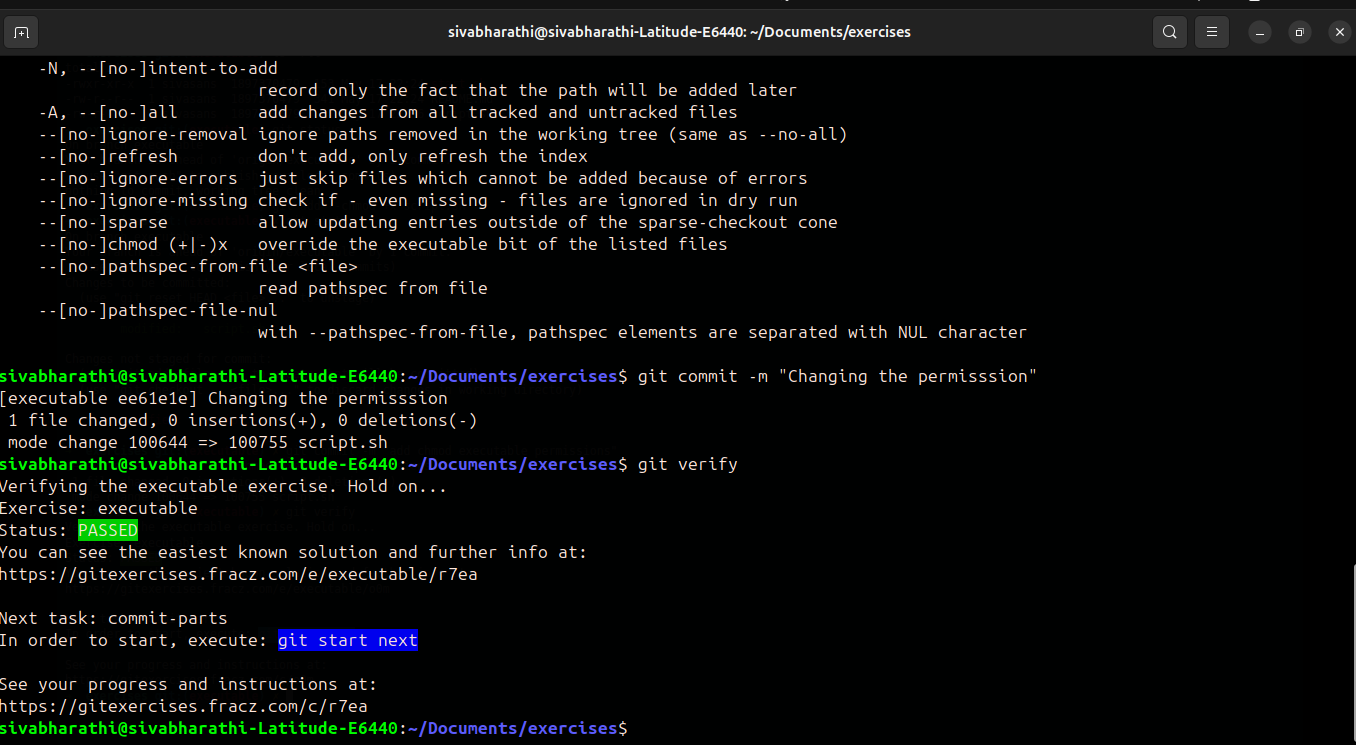 sivabharathi@sivabharathi-Latitude-E6440: ~/Documents/exercises
-N, --[no-]intent-to-add
record only the fact that the path will be added later
-A, --[no-]all        add changes from all tracked and untracked files
--[no-]ignore-removal ignore paths removed in the working tree (same as --no-all)
--[no-]refresh        don't add, only refresh the index
--[no-]ignore-errors  just skip files which cannot be added because of errors
--[no-]ignore-missing check if - even missing - files are ignored in dry run
--[no-]sparse         allow updating entries outside of the sparse-checkout cone
--[no-]chmod (+|-)x   override the executable bit of the listed files
--[no-]pathspec-from-file <file>
read pathspec from file
--[no-]pathspec-file-nul
with --pathspec-from-file, pathspec elements are separated with NUL character
sivabharathi@sivabharathi-Latitude-E6440:~/Documents/exercises$ git commit -m "Changing the permisssion"
[executable ee61e1e] Changing the permisssion
1 file changed, 0 insertions(+), 0 deletions(-)
mode change 100644 => 100755 script.sh
sivabharathi@sivabharathi-Latitude-E6440:~/Documents/exercises$ git verify
Verifying the executable exercise. Hold on...
Exercise: executable
Status: PASSED
You can see the easiest known solution and further info at:
https://gitexercises.fracz.com/e/executable/r7ea
Next task: commit-parts
In order to start, execute: git start next
See your progress and instructions at:
https://gitexercises.fracz.com/c/r7ea
sivabharathi@sivabharathi-Latitude-E6440:~/Documents/exercises$